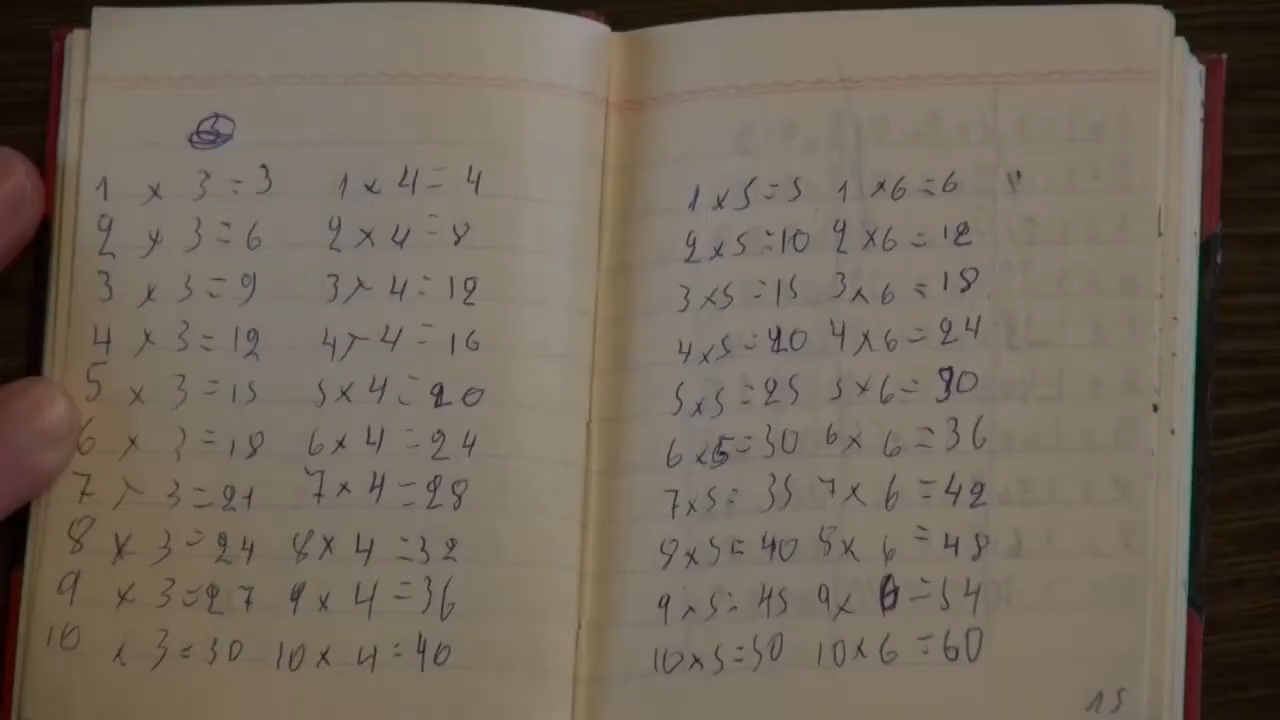 1 x 3 = 3
2 x 3 = 6
3 x 3 = 9
4 x 3 = 12
5 x 3 = 15
6 x 3 = 18
7 x 3 = 21
8 x 3 = 24
9 x 3 = 27
10 x 3 = 30
1 x 4 = 4
2 x 4 = 8
3 x 4 = 12
4 x 4 = 16
5 x 4 = 20
6 x 4 = 24
7 x 4 = 28
8 x 4 = 32
9 x 4 = 36
10 x 4 = 40
1 x 5 = 5
2 x 5 = 10
3 x 5 = 15
4 x 5 = 20
5 x 5 = 25
6 x 5 = 30
7 x 5 = 35
8 x 5 = 40
9 x 5 = 45
10 x 5 = 50
1 x 6 = 6
2 x 6 = 12
3 x 6 = 18
4 x 6 = 24
5 x 6 = 30
6 x 6 = 36
7 x 6 = 42
8 x 6 = 48
9 x 6 = 54
10 x 6 = 60
15